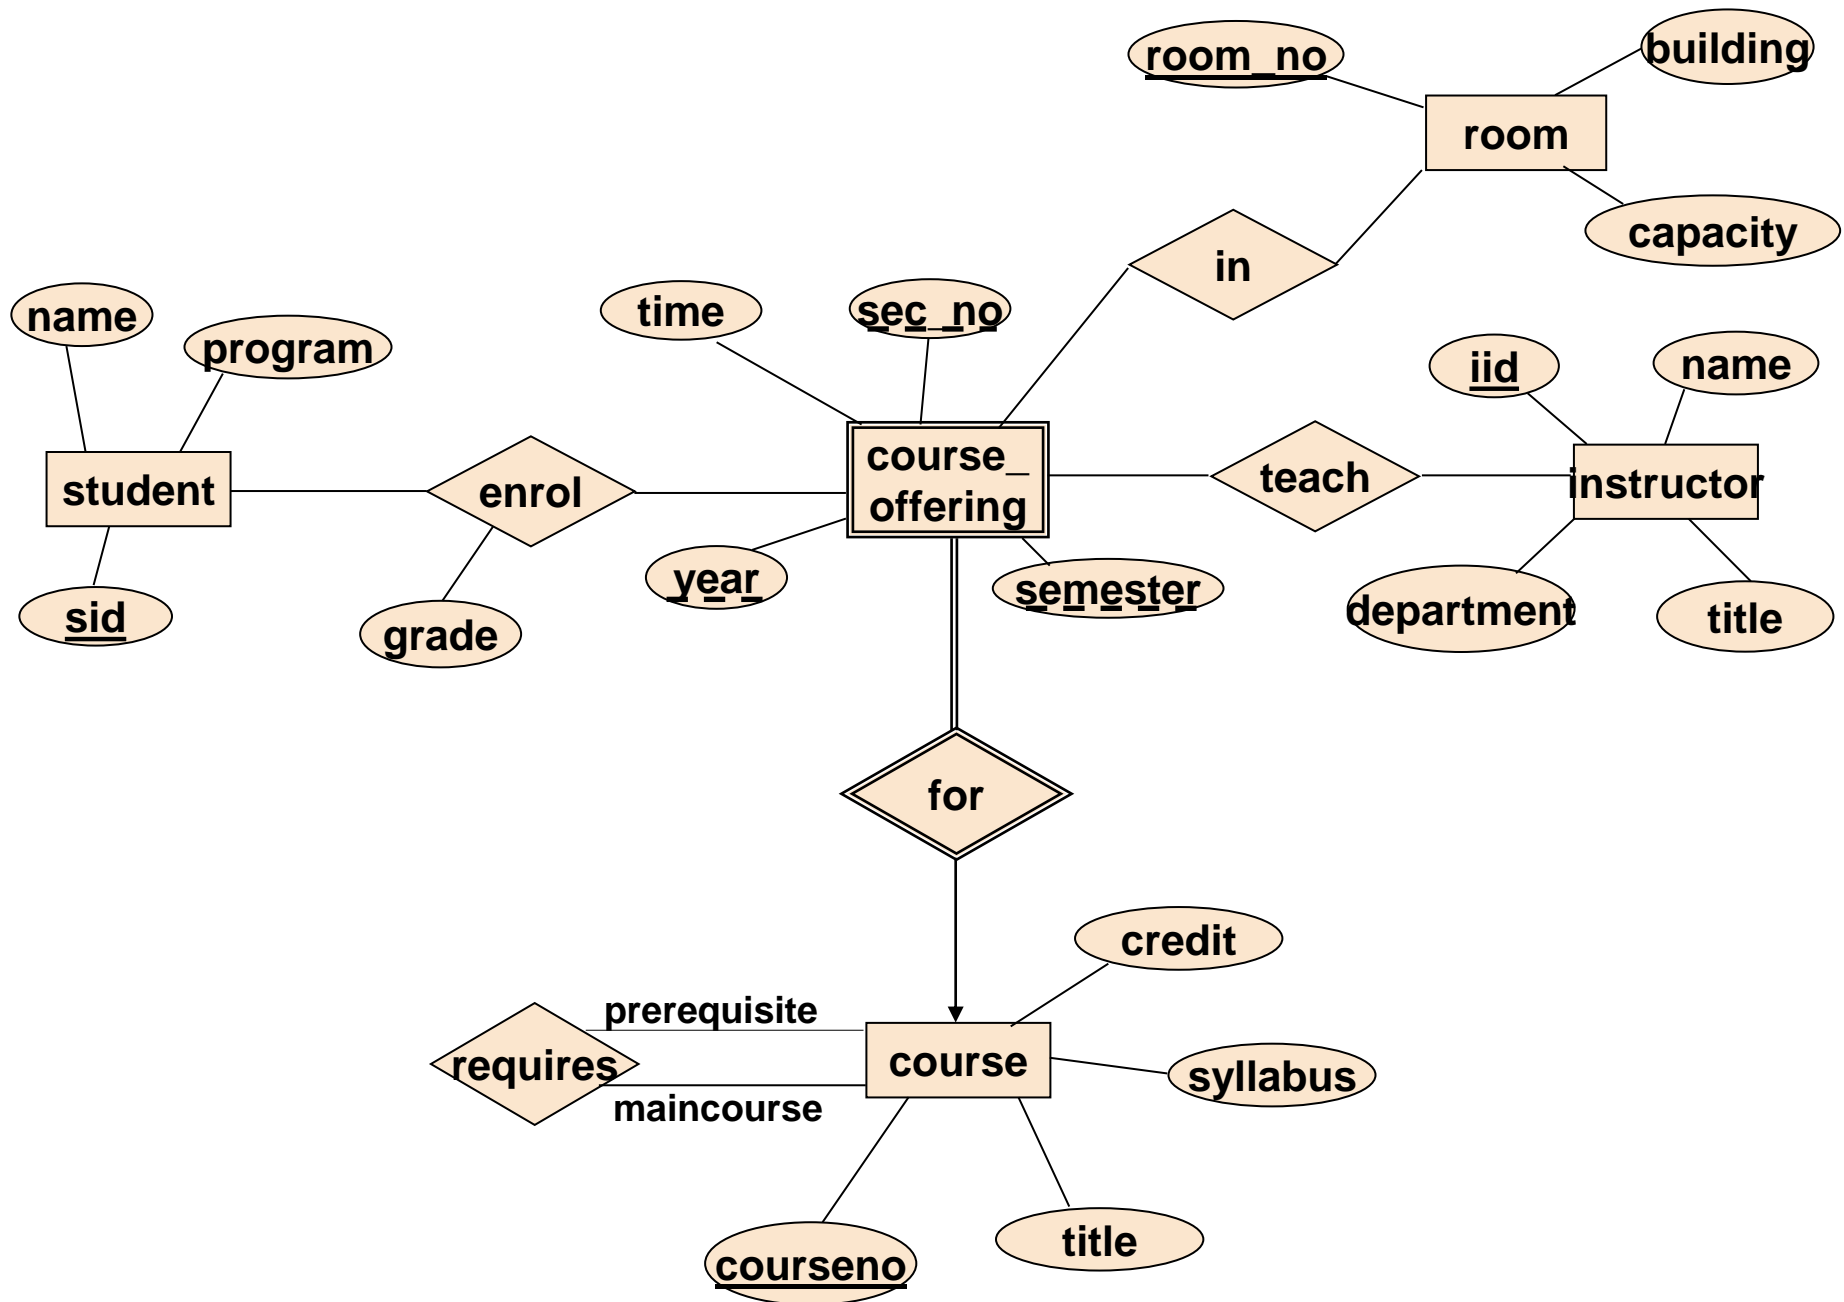 room_no
building
room
capacity
in
name
program
time
sec_no
iid
name
student
enrol
course_
offering
teach
instructor
year
semester
sid
grade
department
title
for
credit
prerequisite
requires
course
syllabus
maincourse
courseno
title